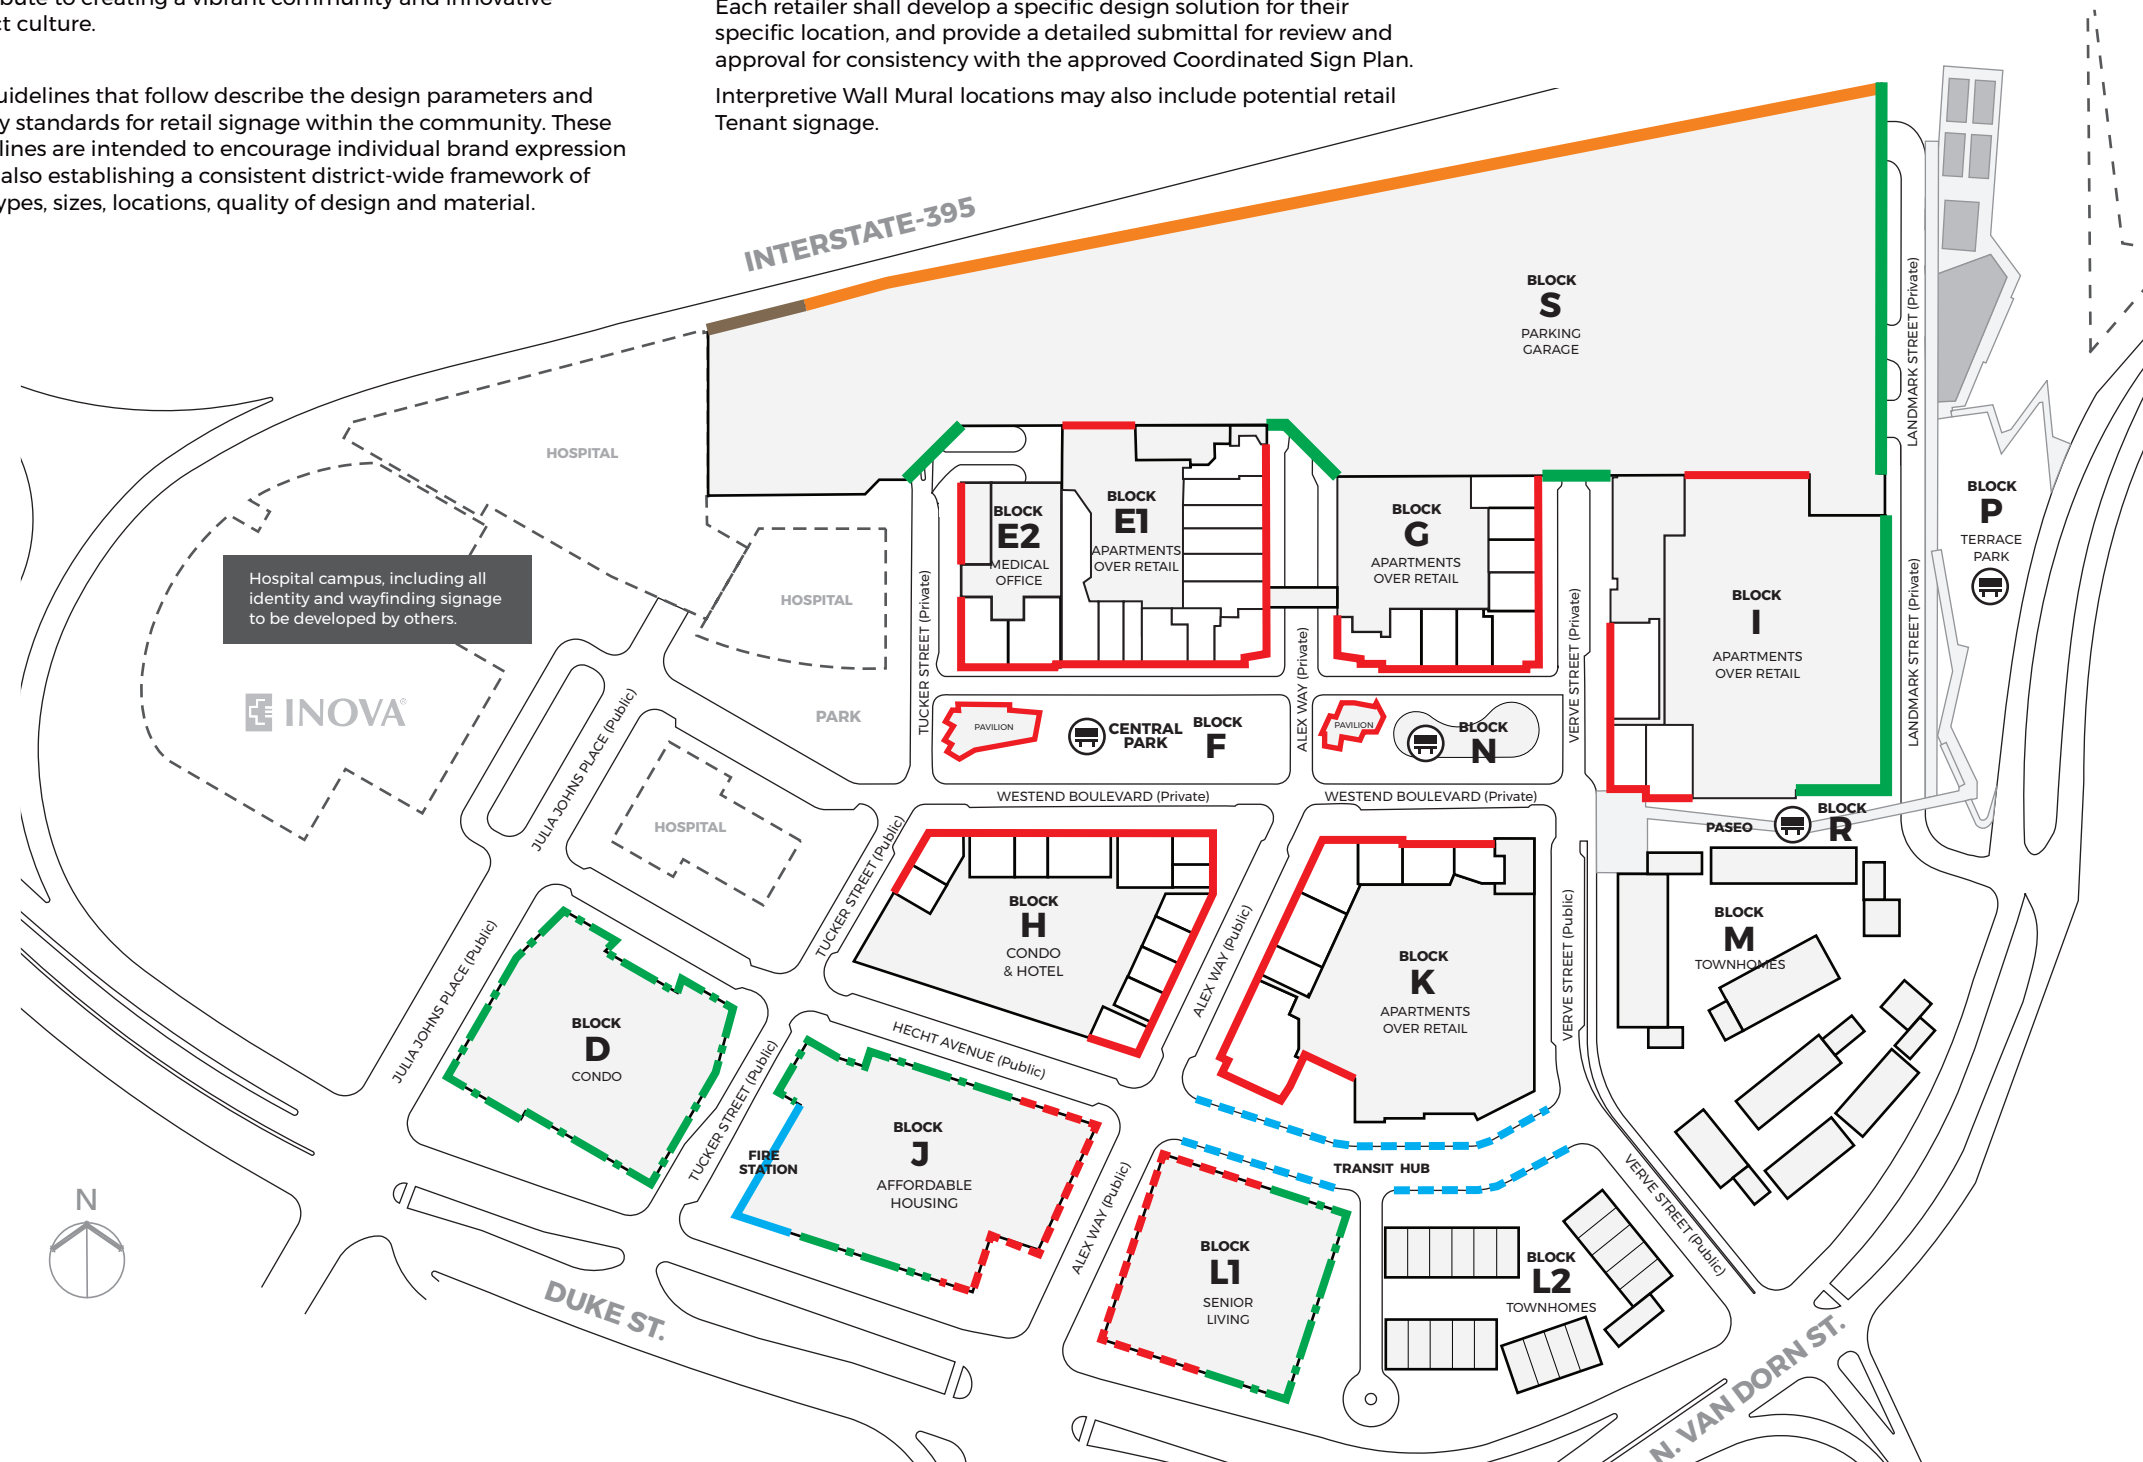 bute to creating a vibrant community and innovative
ct culture.
uidelines that follow describe the design parameters and
y standards for retail signage within the community. These
lines are intended to encourage individual brand expression
also establishing a consistent district-wide framework of
ypes, sizes, locations, quality of design and material.
Each retailer shall develop a specific design solution for their
specific location, and provide a detailed submittal for review and
approval for consistency with the approved Coordinated Sign Plan.
Interpretive Wall Mural locations may also include potential retail
Tenant signage.
INTERSTATE-395
BLOCK
S
PARKING
GARAGE
LANDMARK STREET (Private)
HOSPITAL
BLOCK
E2
MEDICAL
OFFICE
BLOCK
E1
APARTMENTS
OVER RETAIL
BLOCK
G
APARTMENTS
OVER RETAIL
BLOCK
P
TERRACE
PARK
Hospital campus, including all
identity and wayfinding signage
to be developed by others.
HOSPITAL
TUCKER STREET (Private)
ALEX WAY (Private)
VERVE STREET (Private)
BLOCK
I
APARTMENTS
OVER RETAIL
LANDMARK STREET (Private)
INOVA®
JULIA JOHNS PLACE (Public)
PARK
PAVILION
CENTRAL
PARK
BLOCK
F
PAVILION
BLOCK
N
WESTEND BOULEVARD (Private)
WESTEND BOULEVARD (Private)
HOSPITAL
PASEO
BLOCK
R
TUCKER STREET (Public)
BLOCK
H
CONDO
& HOTEL
ALEX WAY (Public)
BLOCK
K
APARTMENTS
OVER RETAIL
VERVE STREET (Public)
BLOCK
M
TOWNHOMES
JULIA JOHNS PLACE (Public)
BLOCK
D
CONDO
HECHT AVENUE (Public)
TUCKER STREET (Public)
FIRE
STATION
BLOCK
J
AFFORDABLE
HOUSING
ALEX WAY (Public)
TRANSIT HUB
VERVE STREET (Public)
N
BLOCK
L1
SENIOR
LIVING
BLOCK
L2
TOWNHOMES
DUKE ST.
N. VAN DORN ST.